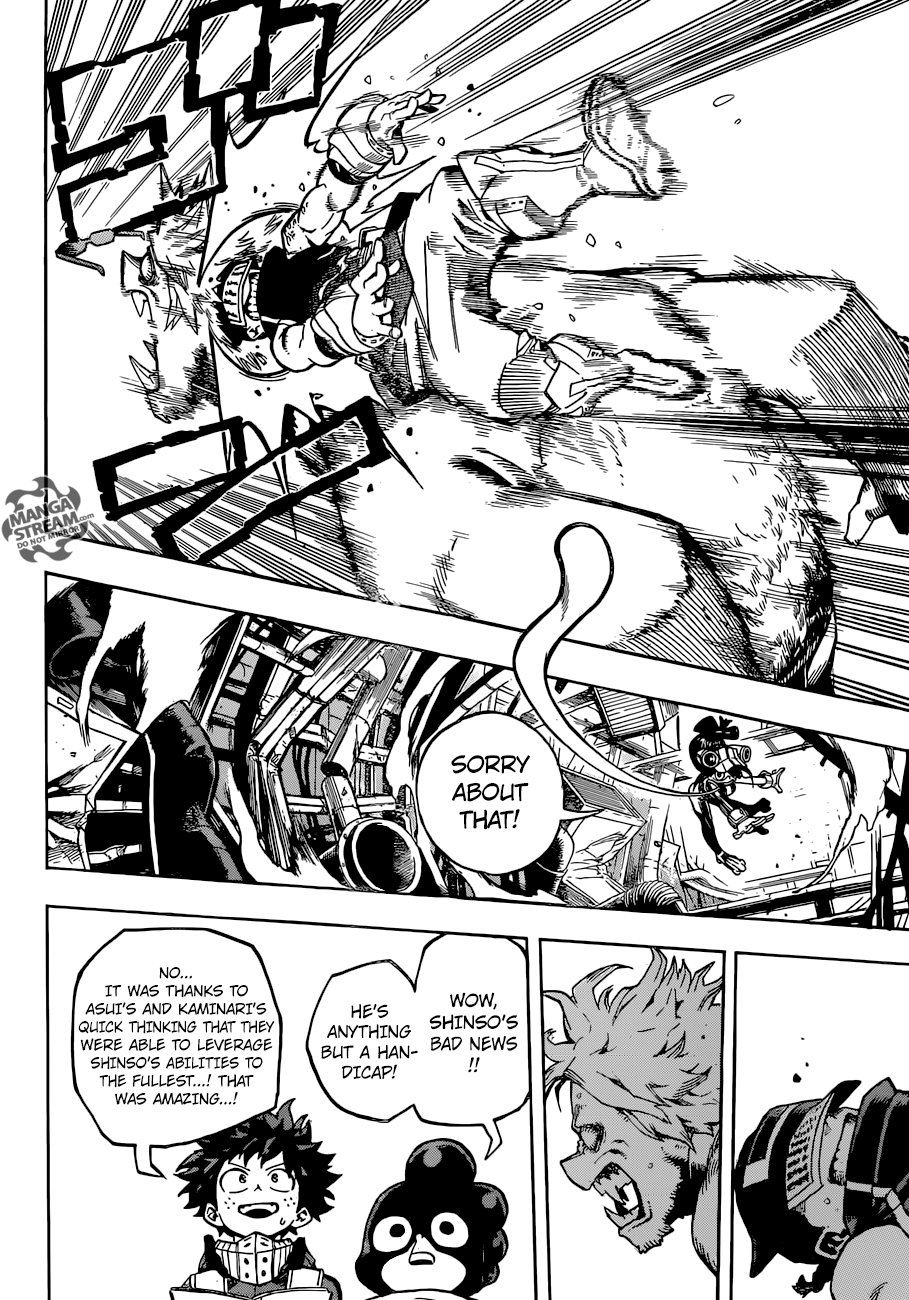 MANGA
STREAM.com
DO NOT MIRROR
SORRY
ABOUT
THAT!
WOW,
SHINSO'S
BAD NEWS
!!
HE'S
ANYTHING
BUT A HAN-
DICAP!
NO...
IT WAS THANKS TO
ASUI'S AND KAMINARI'S
QUICK THINKING THAT THEY
WERE ABLE TO LEVERAGE
SHINSO'S ABILITIES TO
THE FULLEST...! THAT
WAS AMAZING...!